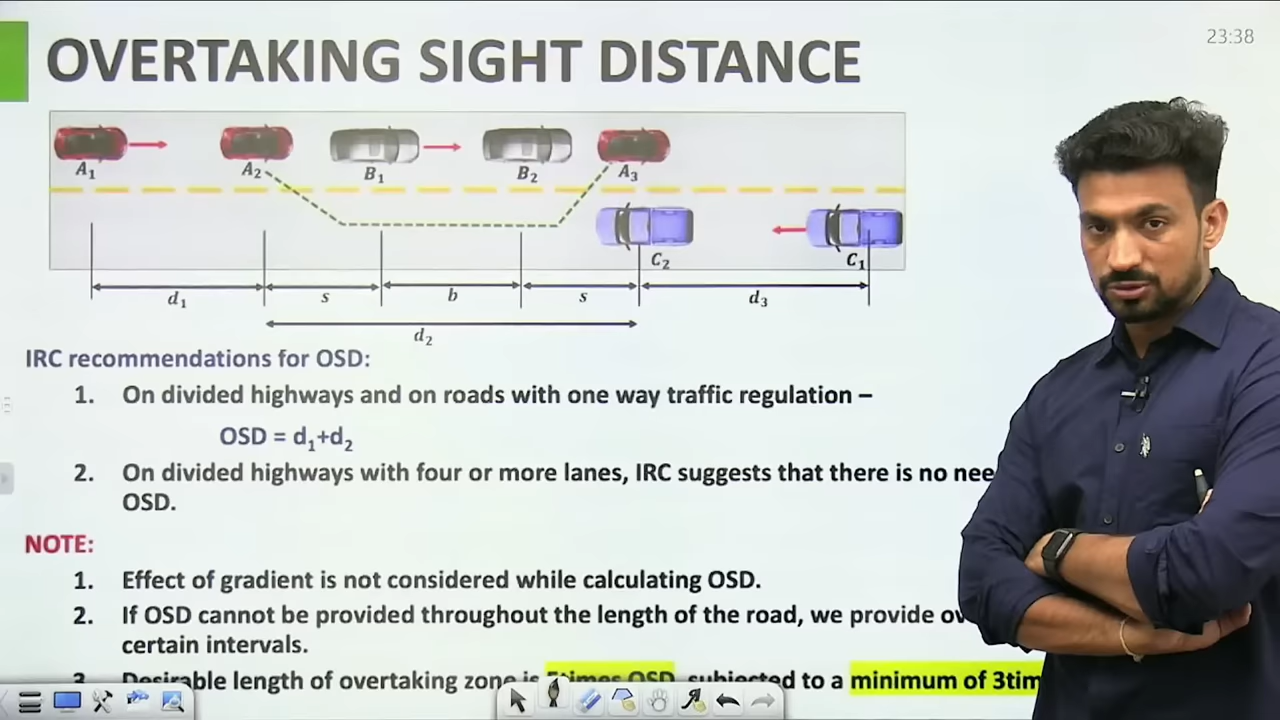 OVERTAKING SIGHT DISTANCE
23:38
A1 A2 B1 B2 A3
C2 C1
d1 s b s d3
d2
IRC recommendations for OSD:
1. On divided highways and on roads with one way traffic regulation –
OSD = d1+d2
2. On divided highways with four or more lanes, IRC suggests that there is no
OSD.
NOTE:
1. Effect of gradient is not considered while calculating OSD.
2. If OSD cannot be provided throughout the length of the road, we provide
certain intervals.
3. Desirable length of overtaking zone is 5times OSD, subjected to a minimum of